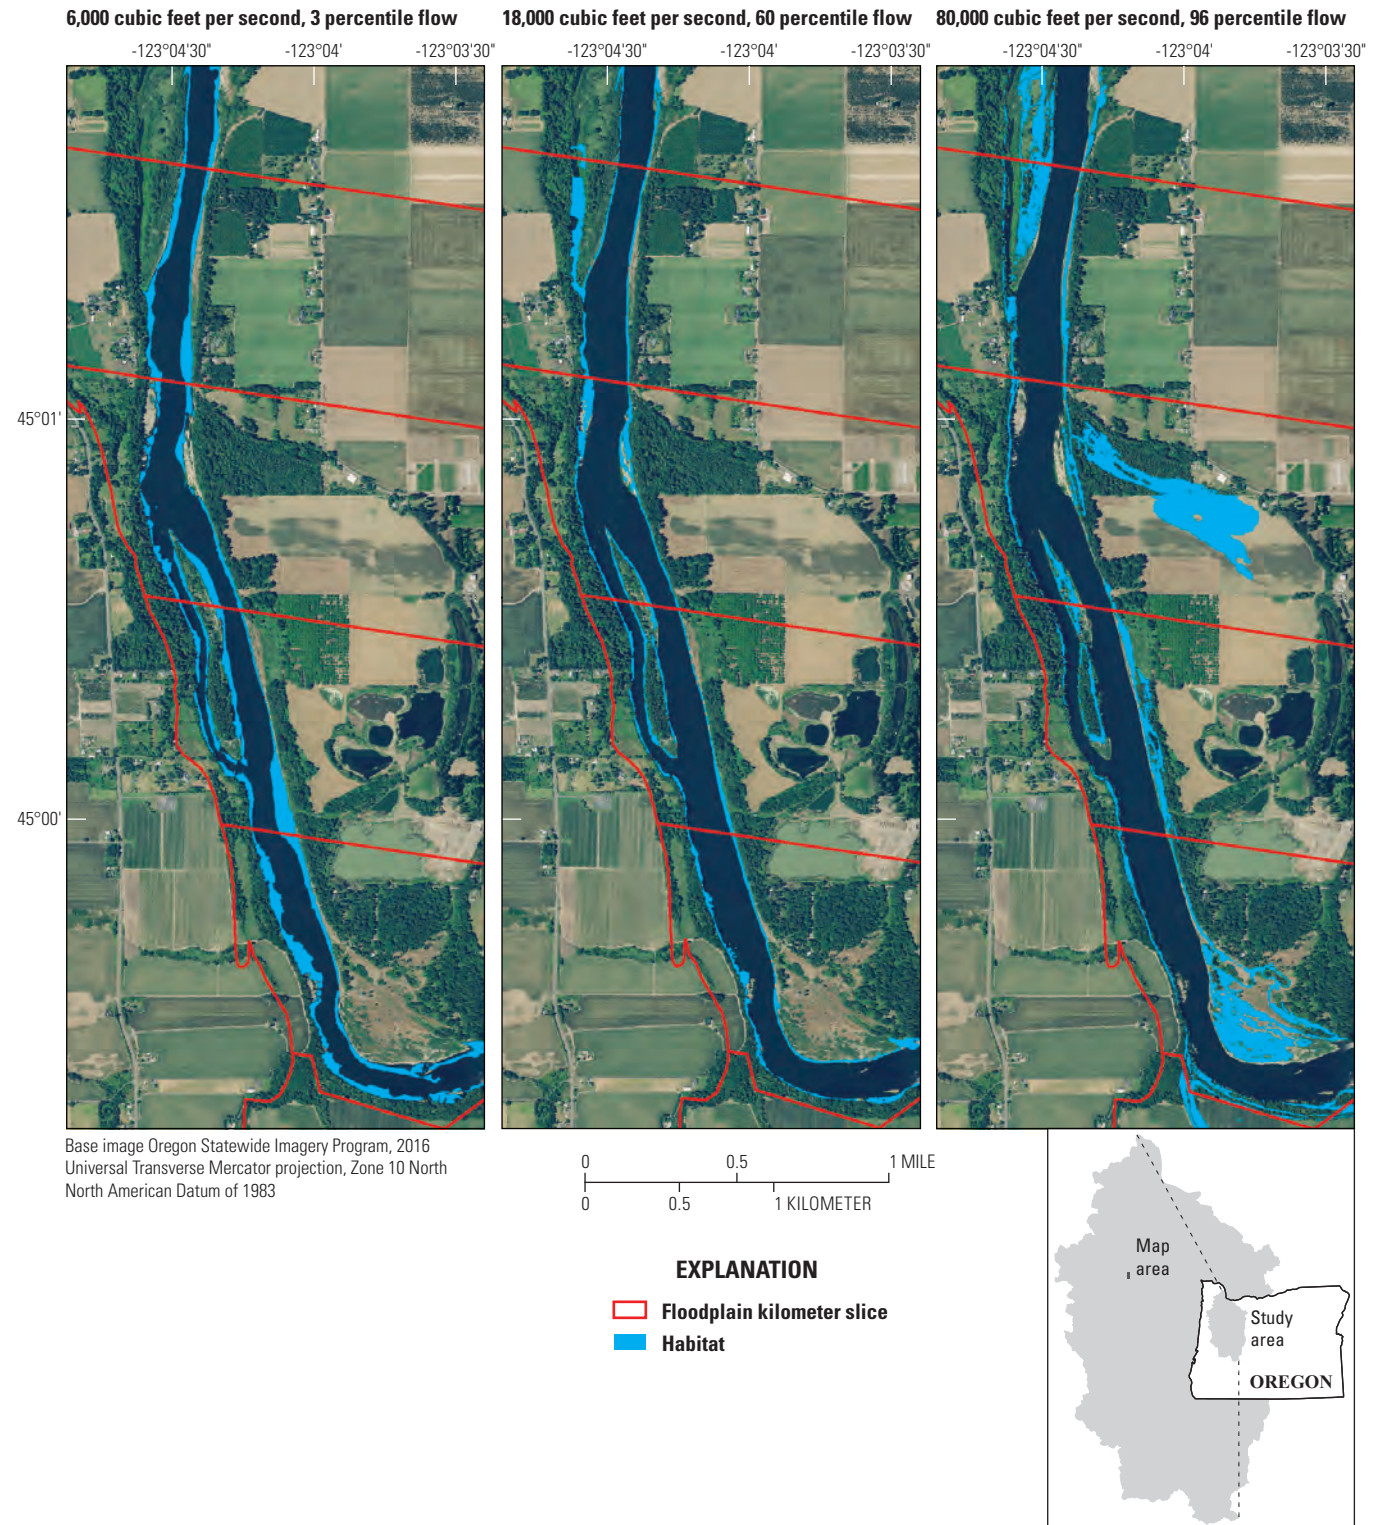 6,000 cubic feet per second, 3 percentile flow
18,000 cubic feet per second, 60 percentile flow
80,000 cubic feet per second, 96 percentile flow
-123°04'30" -123°04' -123°03'30"
-123°04'30" -123°04' -123°03'30"
-123°04'30" -123°04' -123°03'30"
45°01'
45°00'
Base image Oregon Statewide Imagery Program, 2016
Universal Transverse Mercator projection, Zone 10 North
North American Datum of 1983
0 0.5 1 MILE
0 0.5 1 KILOMETER
EXPLANATION
Floodplain kilometer slice
Habitat
Map
area
Study
area
OREGON